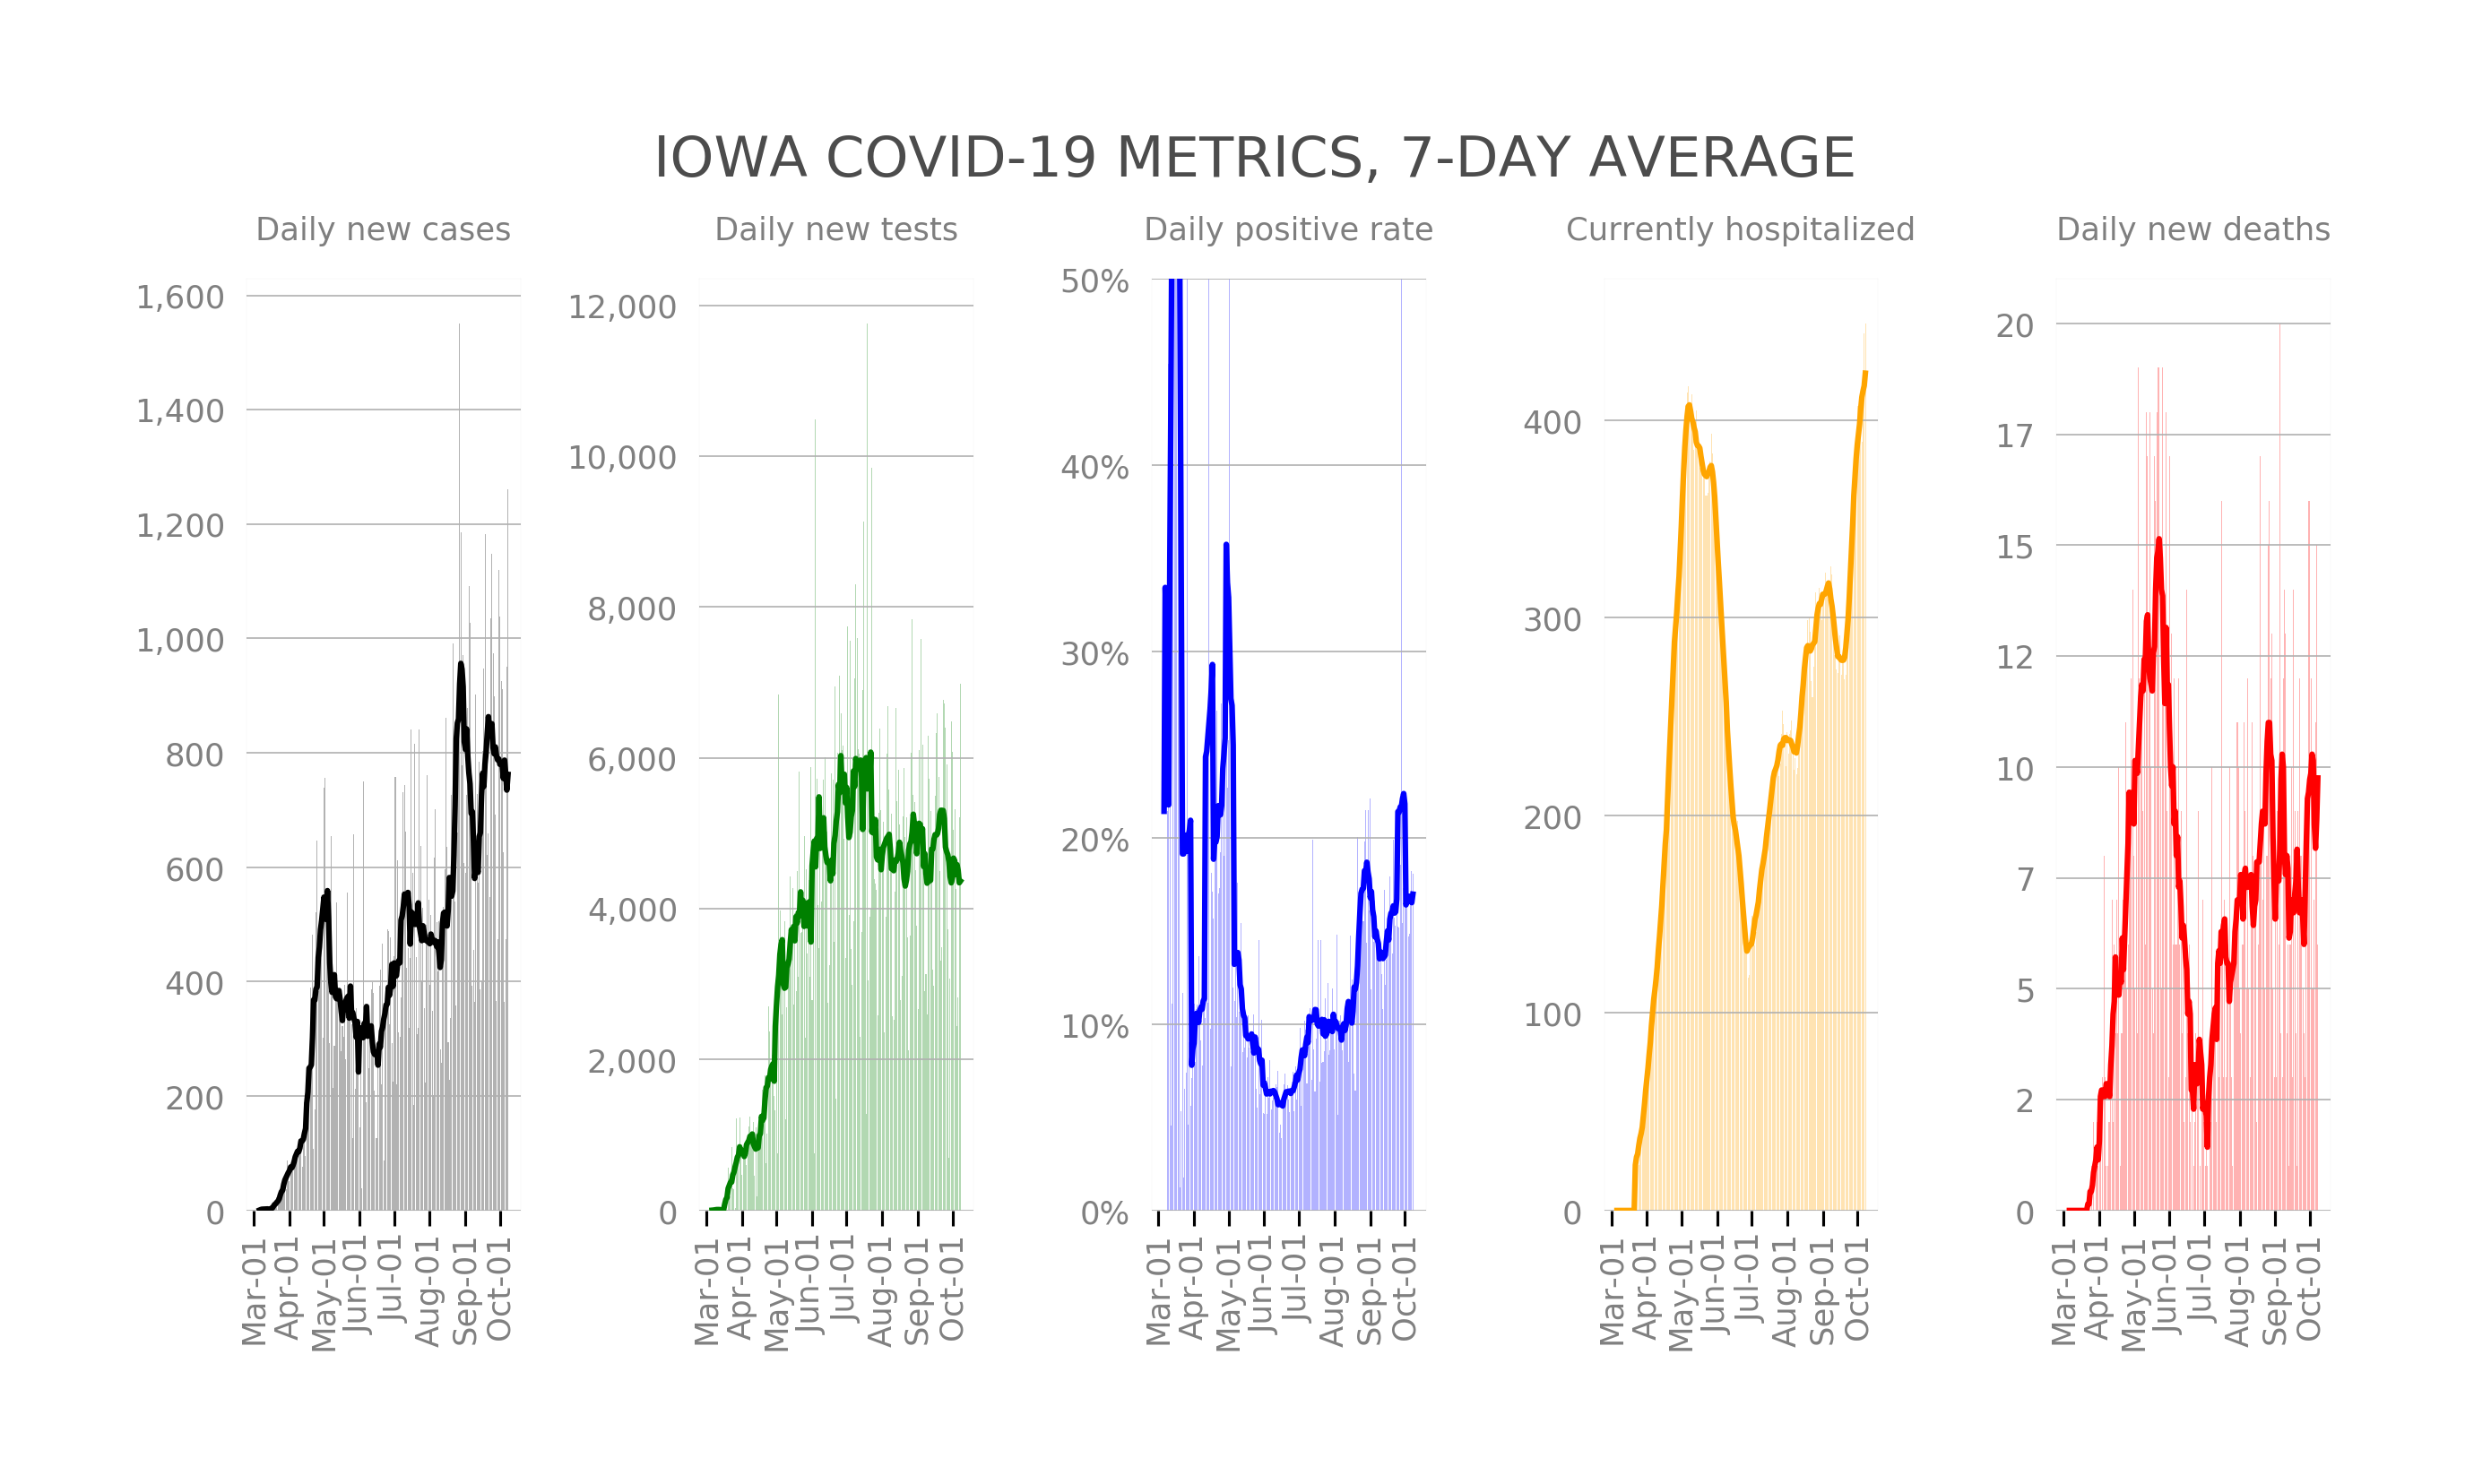 IOWA COVID-19 METRICS, 7-DAY AVERAGE
Daily new cases
1,600
1,400
1,200
1,000
800
600
400
200
0
Mar-01
Apr-01
May-01
Jun-01
Jul-01
Aug-01
Sep-01
Oct-01
Daily new tests
12,000
10,000
8,000
6,000
4,000
2,000
0
Mar-01
Apr-01
May-01
Jun-01
Jul-01
Aug-01
Sep-01
Oct-01
Daily positive rate
50%
40%
30%
20%
10%
0%
Mar-01
Apr-01
May-01
Jun-01
Jul-01
Aug-01
Sep-01
Oct-01
Currently hospitalized
400
300
200
100
0
Mar-01
Apr-01
May-01
Jun-01
Jul-01
Aug-01
Sep-01
Oct-01
Daily new deaths
20
17
15
12
10
7
5
2
0
Mar-01
Apr-01
May-01
Jun-01
Jul-01
Aug-01
Sep-01
Oct-01